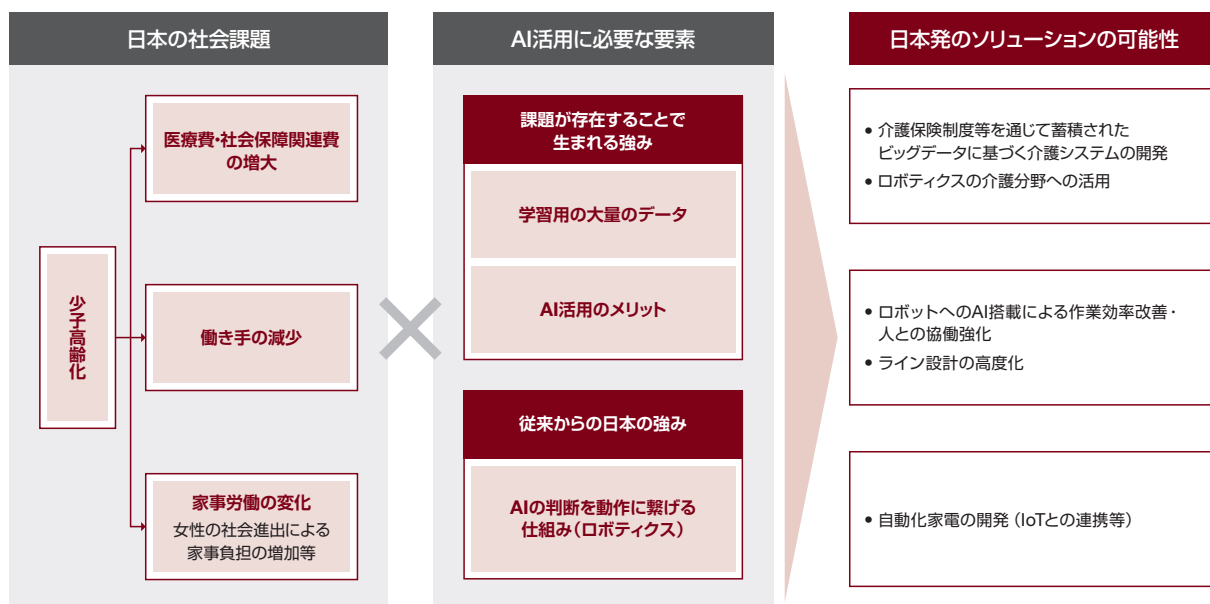 日本の社会課題
少子高齢化
医療費・社会保障関連費
の増大
働き手の減少
家事労働の変化
女性の社会進出による
家事負担の増加等
AI活用に必要な要素
課題が存在することで
生まれる強み
学習用の大量のデータ
AI活用のメリット
従来からの日本の強み
AIの判断を動作に繋げる
仕組み（ロボティクス）
日本発のソリューションの可能性
• 介護保険制度等を通じて蓄積された
ビッグデータに基づく介護システムの開発
• ロボティクスの介護分野への活用
• ロボットへのAI搭載による作業効率改善・
人との協働強化
• ライン設計の高度化
• 自動化家電の開発（IoTとの連携等）